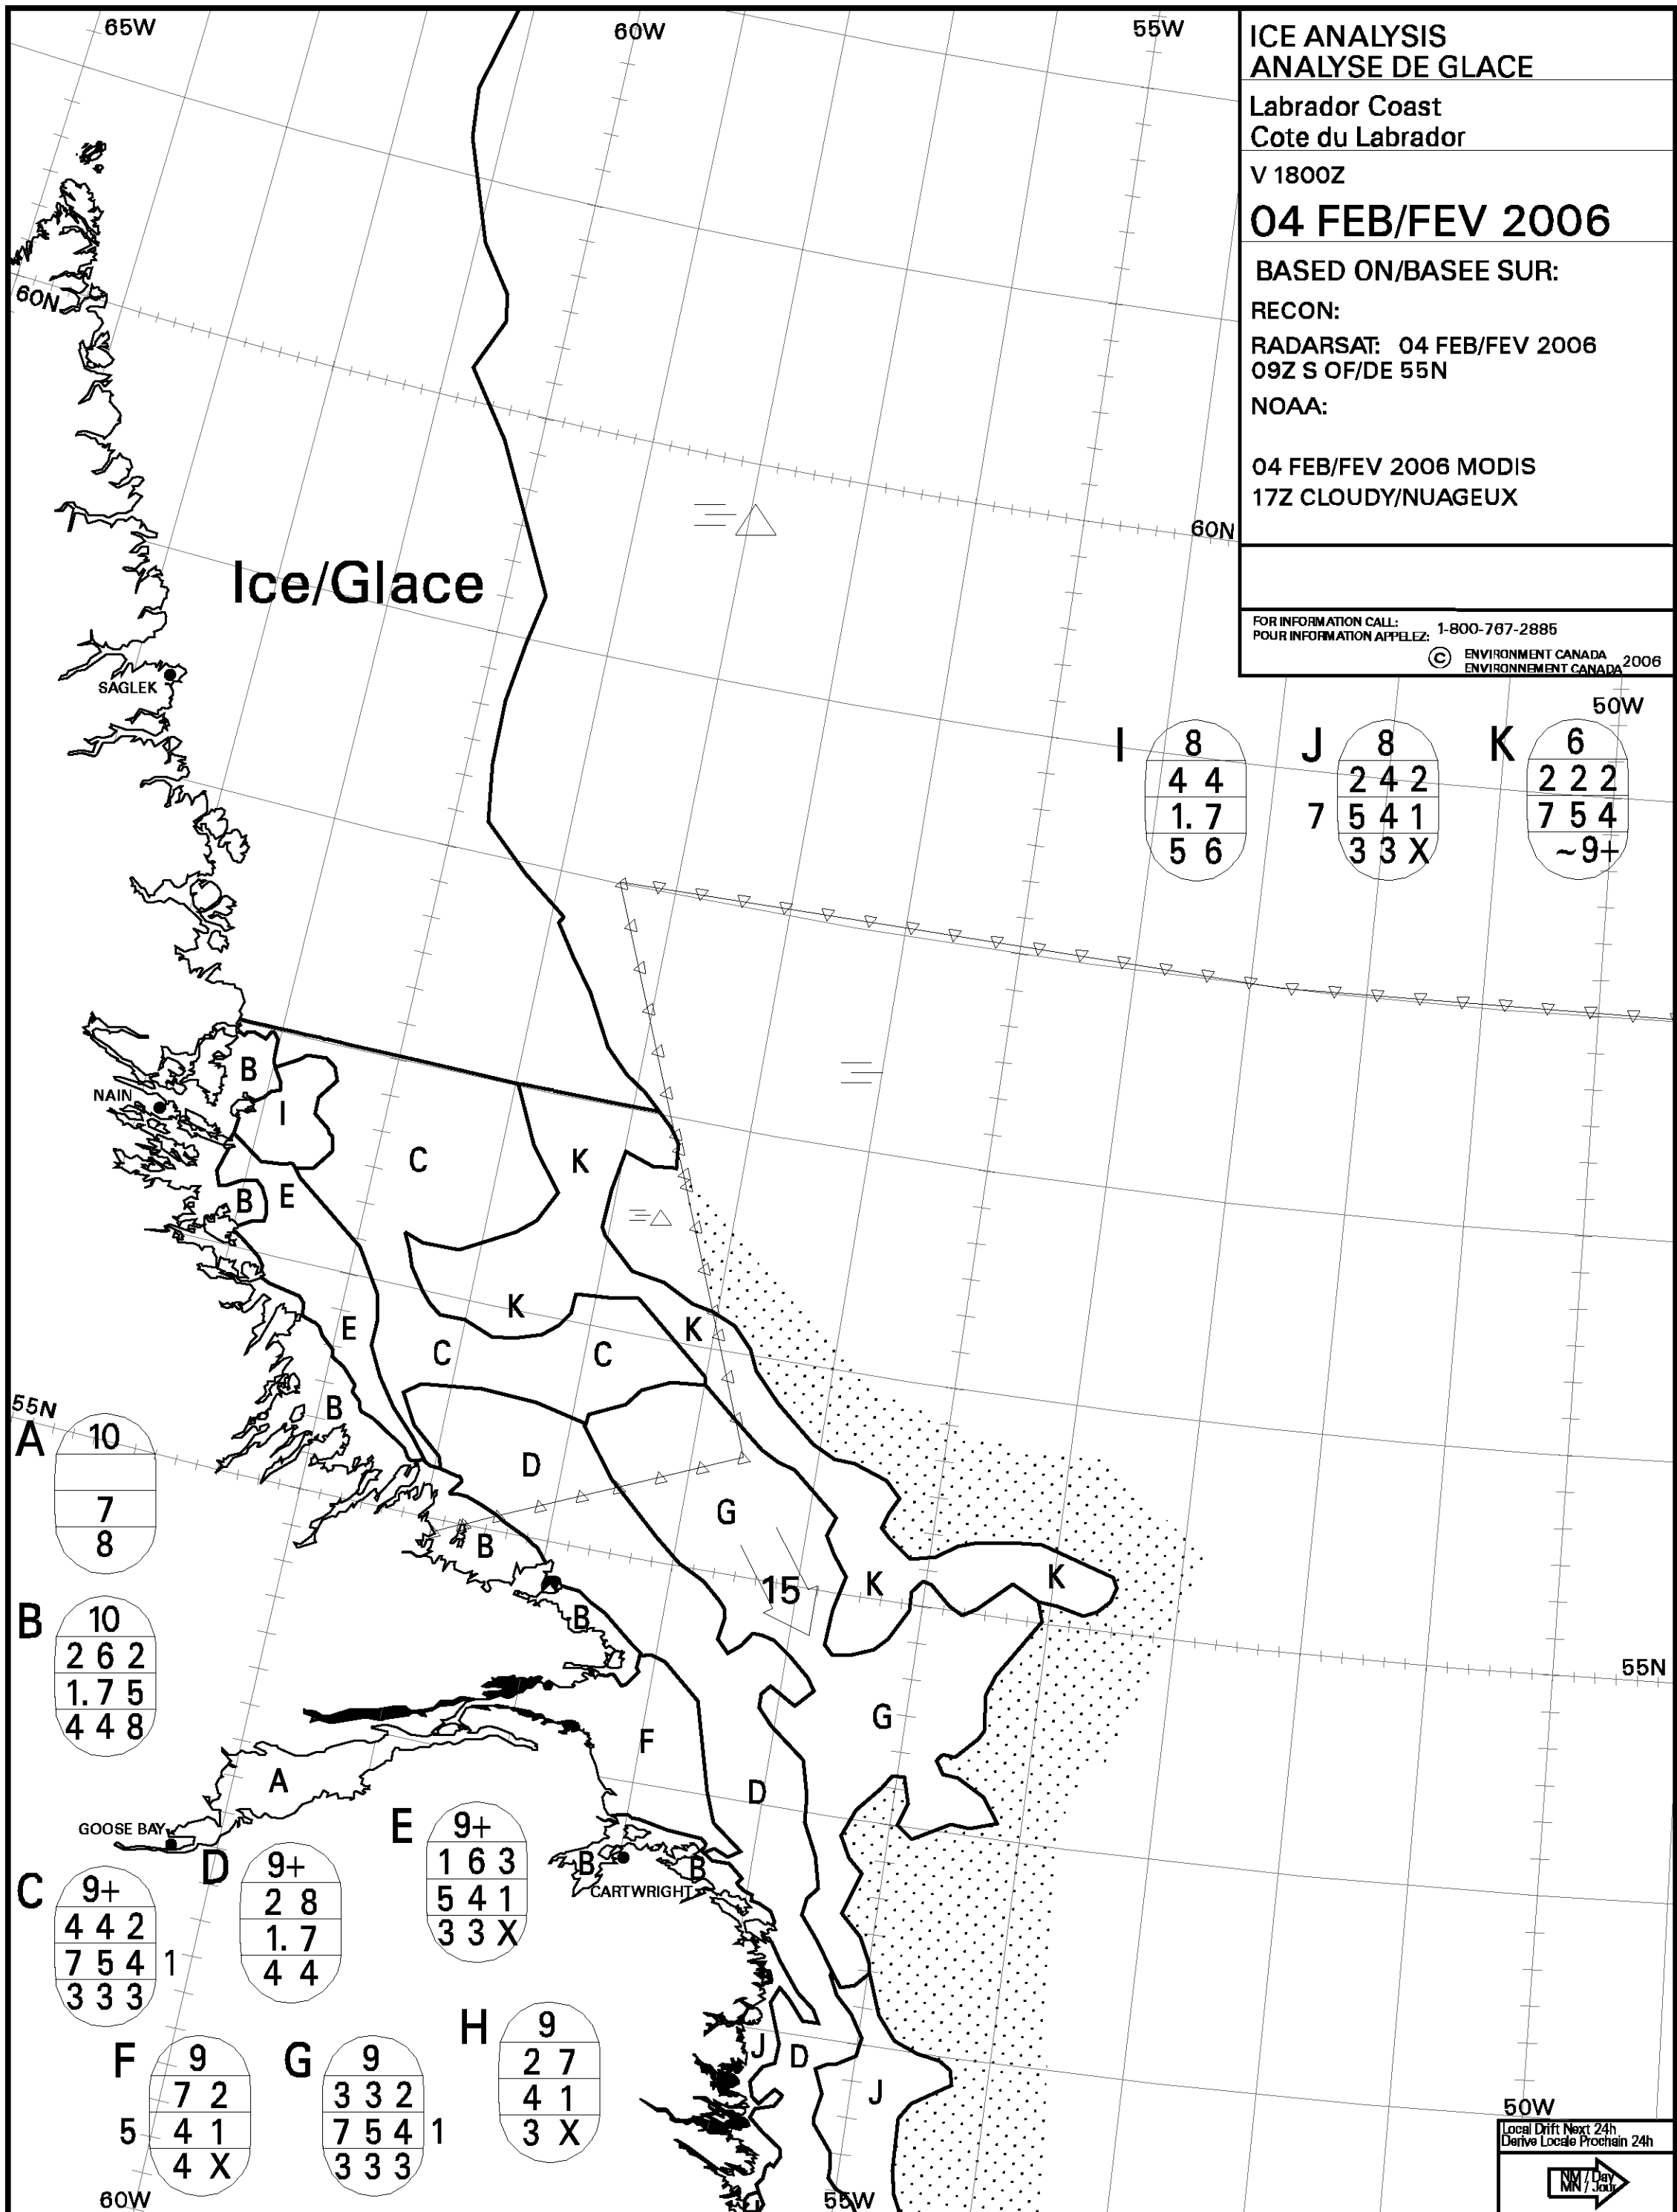 65W
60W
55W
ICE ANALYSIS
ANALYSE DE GLACE
Labrador Coast
Cote du Labrador
V 1800Z
04 FEB/FEV 2006
BASED ON/BASEE SUR:
RECON:
RADARSAT: 04 FEB/FEV 2006
09Z S OF/DE 55N
NOAA:
04 FEB/FEV 2006 MODIS
17Z CLOUDY/NUAGEUX
FOR INFORMATION CALL:
POUR INFORMATION APPELEZ: 1-800-767-2885
© ENVIRONMENT CANADA
ENVIRONNEMENT CANADA 2006
60N
60N
Ice/Glace
SAGLEK
50W
I
8
4 4
1. 7
5 6
J
8
2 4 2
7 5 4 1
3 3 X
K
6
2 2 2
7 5 4
~9+
B
NAIN
I
C
K
B
E
K
E
K
C
C
B
55N
A
10
7
8
D
G
B
15
K
K
B
B
10
2 6 2
1. 7 5
4 4 8
55N
G
F
A
D
GOOSE BAY
E
9+
1 6 3
5 4 1
3 3 X
B
B
CARTWRIGHT
C
9+
4 4 2
7 5 4 1
3 3 3
D
9+
2 8
1. 7
4 4
H
9
2 7
4 1
3 X
J
D
J
F
9
7 2
5 4 1
4 X
G
9
3 3 2
7 5 4 1
3 3 3
50W
Local Drift Next 24h
Derive Locale Prochain 24h
NM / Day
MN / Jour
60W
55W